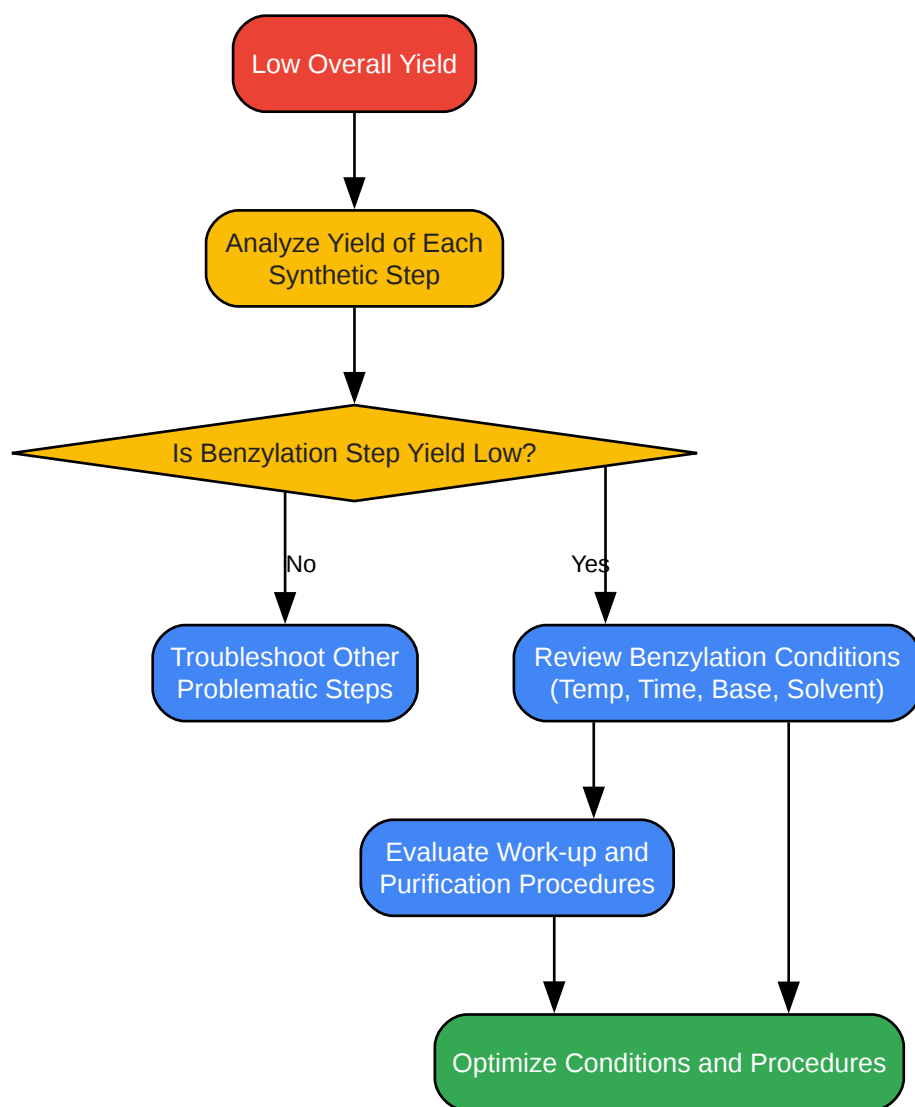 Low Overall Yield
Analyze Yield of Each
Synthetic Step
Is Benzylation Step Yield Low?
No
Yes
Troubleshoot Other
Problematic Steps
Review Benzylation Conditions
(Temp, Time, Base, Solvent)
Evaluate Work-up and
Purification Procedures
Optimize Conditions and Procedures